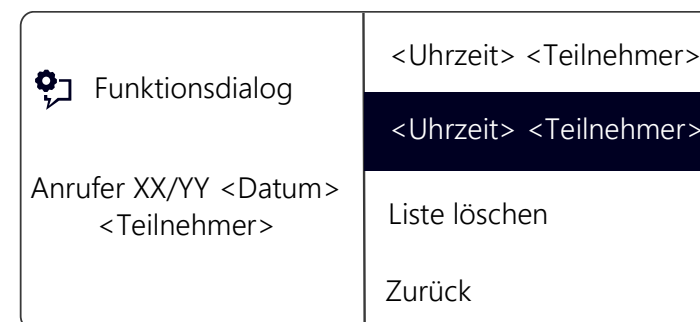 Funktionsdialog
Anrufer XX/YY <Datum>
<Teilnehmer>
<Uhrzeit> <Teilnehmer>
<Uhrzeit> <Teilnehmer>
Liste löschen
Zurück